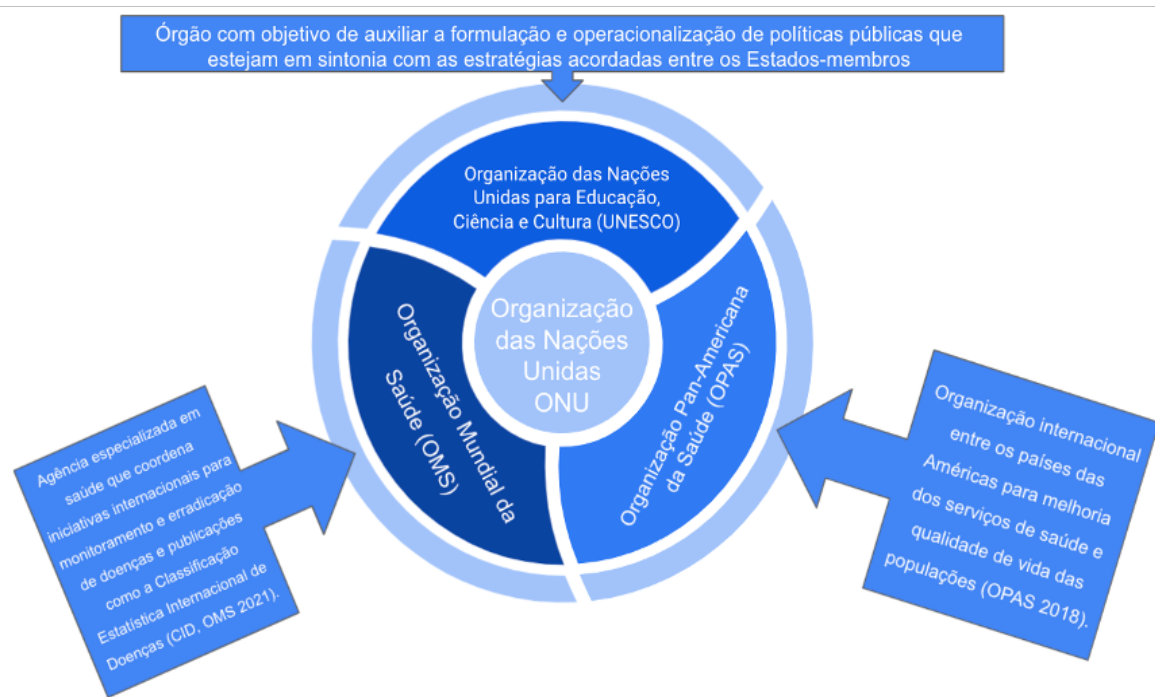 Órgão com objetivo de auxiliar a formulação e operacionalização de políticas públicas que
estejam em sintonia com as estratégias acordadas entre os Estados-membros
Organização das Nações
Unidas para Educação,
Ciência e Cultura (UNESCO)
Organização
das Nações
Unidas
ONU
Organização Mundial da
Saúde (OMS)
Organização Pan-Americana
da Saúde (OPAS)
Agência especializada em
saúde que coordena
iniciativas internacionais para
monitoramento e erradicação
de doenças e publicações
como a Classificação
Estatística Internacional de
Doenças (CID, OMS 2021).
Organização internacional
entre os países das
Américas para melhoria
dos serviços de saúde e
qualidade de vida das
populações (OPAS 2018).